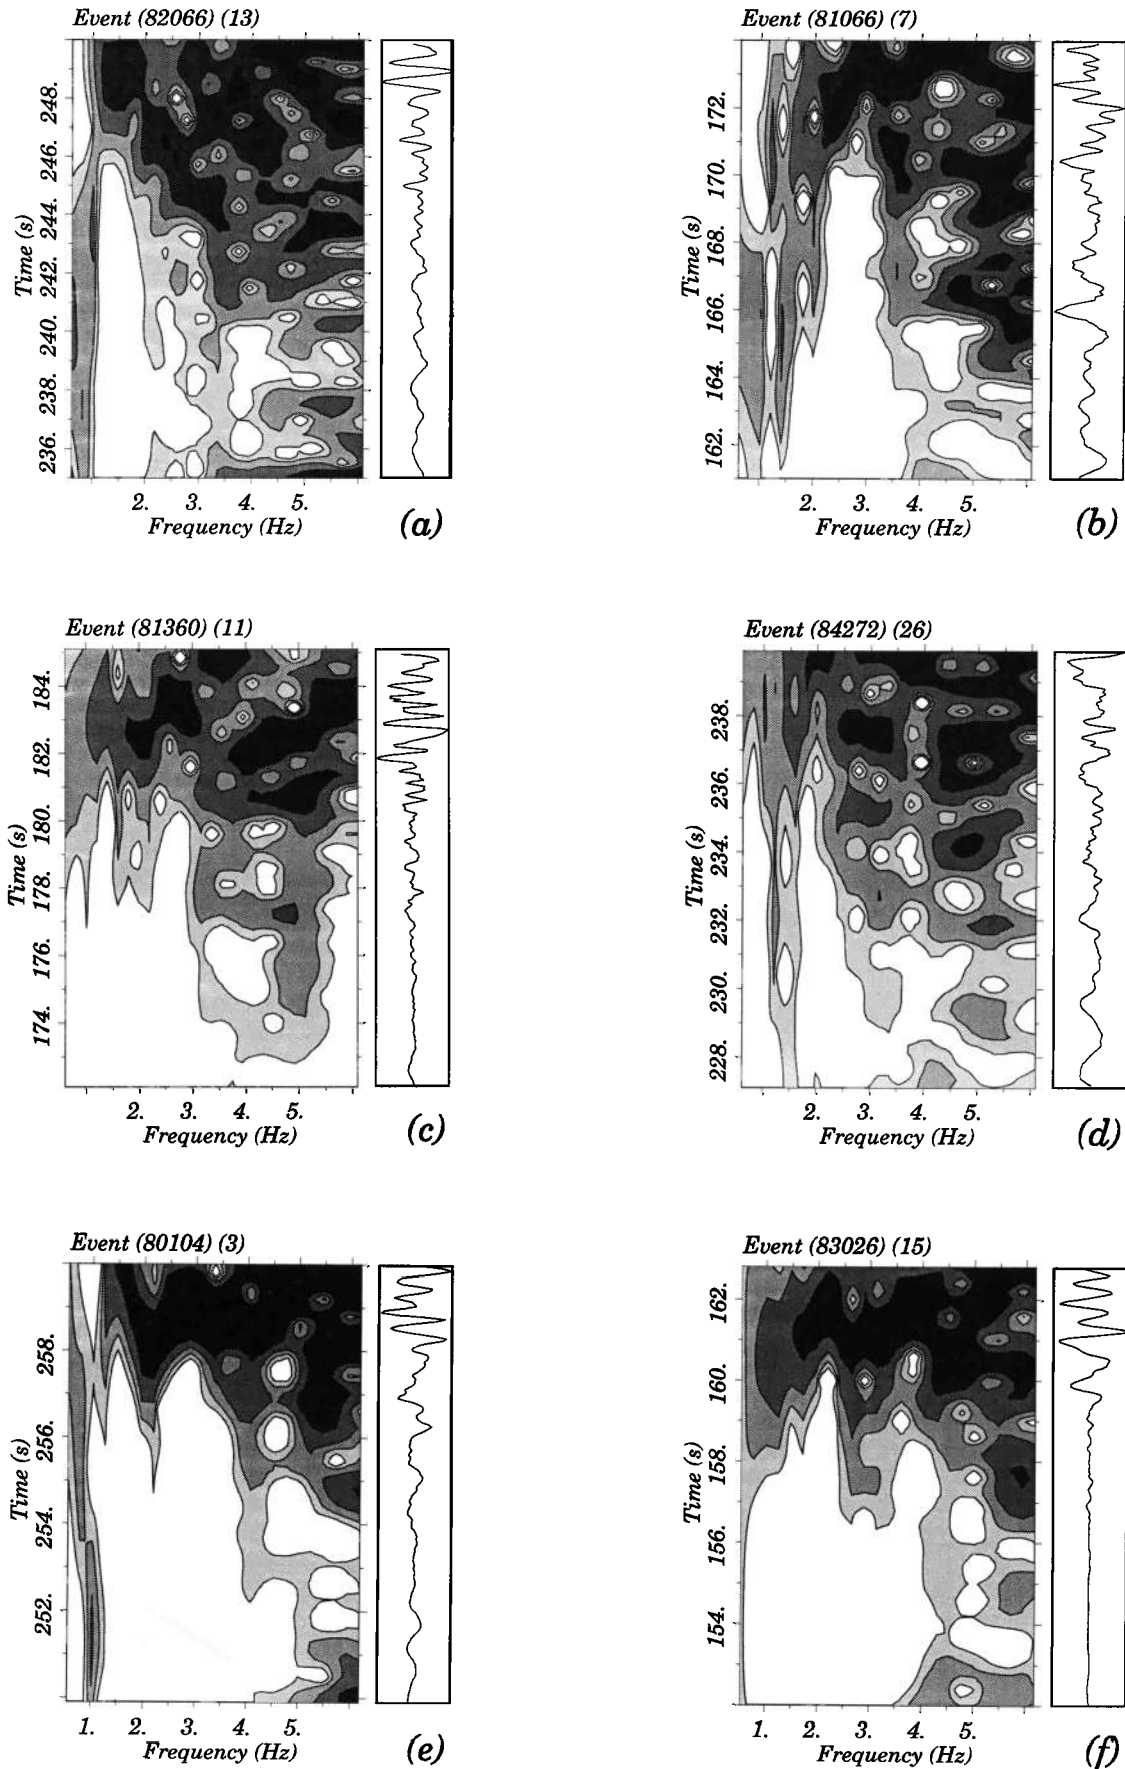 Event (82066) (13)
Time (s)
248.
246.
244.
242.
240.
238.
236.
2. 3. 4. 5.
Frequency (Hz)
(a)
Event (81066) (7)
Time (s)
172.
170.
168.
166.
164.
162.
2. 3. 4. 5.
Frequency (Hz)
(b)
Event (81360) (11)
Time (s)
184.
182.
180.
178.
176.
174.
2. 3. 4. 5.
Frequency (Hz)
(c)
Event (84272) (26)
Time (s)
238.
236.
234.
232.
230.
228.
2. 3. 4. 5.
Frequency (Hz)
(d)
Event (80104) (3)
Time (s)
258.
256.
254.
252.
1. 2. 3. 4. 5.
Frequency (Hz)
(e)
Event (83026) (15)
Time (s)
162.
160.
158.
156.
154.
1. 2. 3. 4. 5.
Frequency (Hz)
(f)